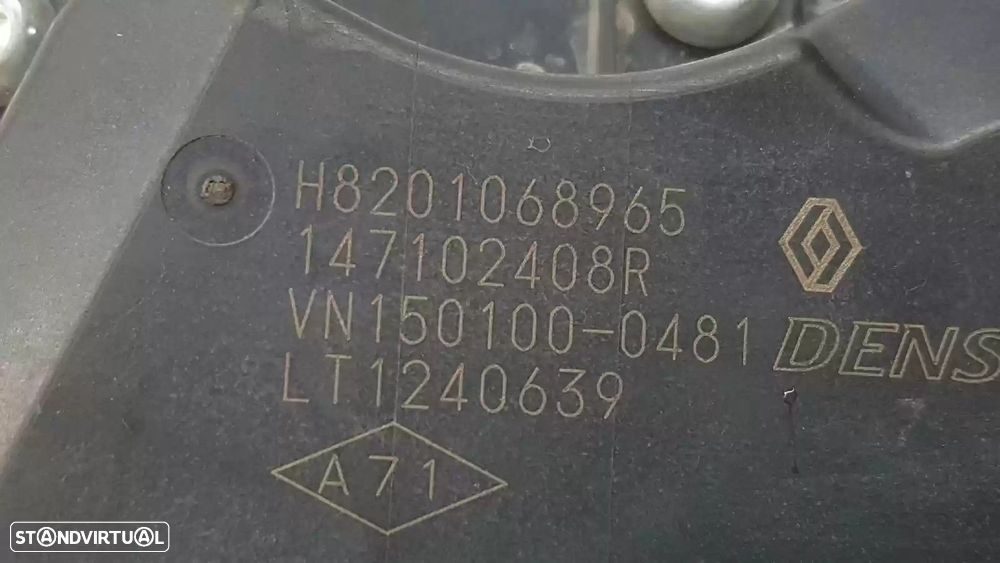 H8201068965
147102408R
VN150100-0481 DENS
LT1240639
A71
STANDVIRTUAL